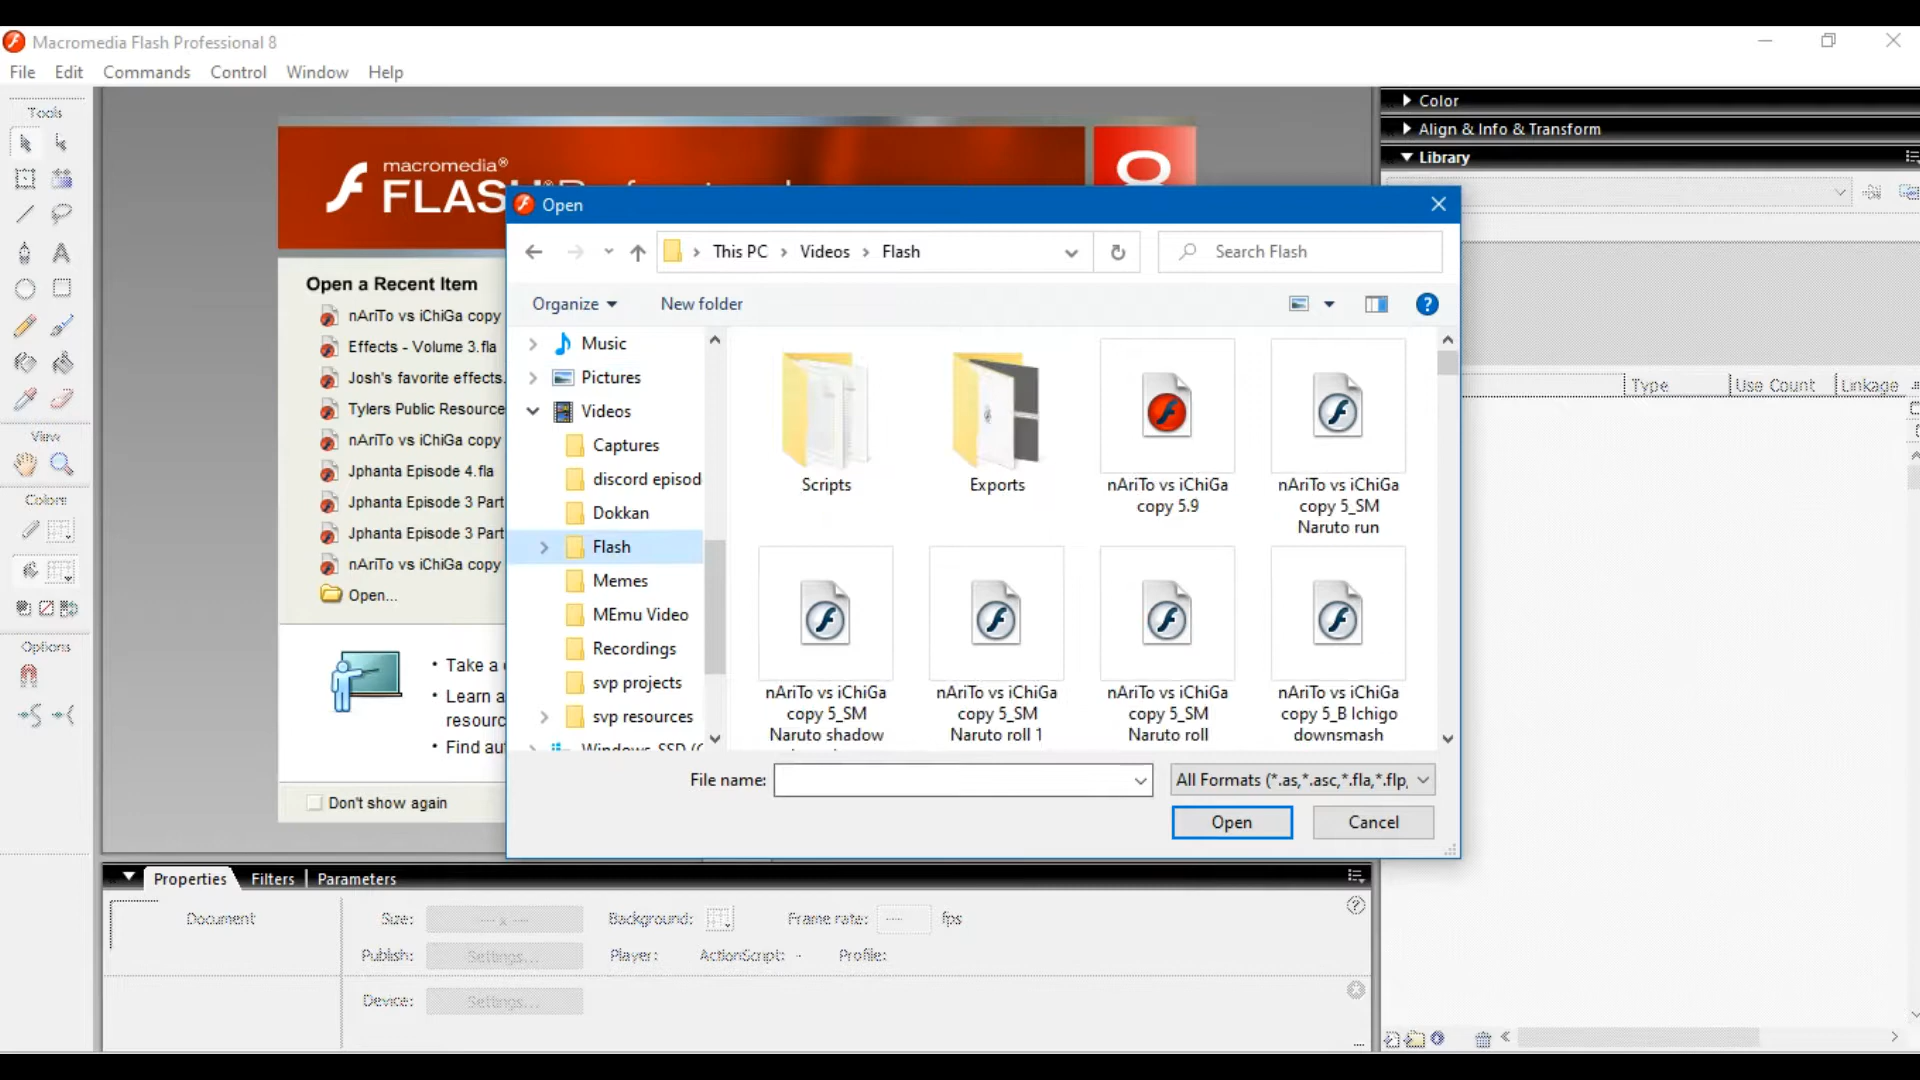 Macromedia Flash Professional 8
File Edit Commands Control Window Help
Tools
View
Colors
Options
macromedia®
Open a Recent Item
nAriTo vs iChiGa copy
Effects - Volume 3.fla
Josh's favorite effects.
Tylers Public Resource
nAriTo vs iChiGa copy
Jphanta Episode 4.fla
Jphanta Episode 3 Part
Jphanta Episode 3 Part
nAriTo vs iChiGa copy
Open...
• Take a
• Learn a
resourc
• Find au
Don't show again
Open
This PC > Videos > Flash
Search Flash
Organize New folder
Music
Pictures
Videos
Captures
discord episod
Dokkan
Flash
Memes
MEmu Video
Recordings
svp projects
svp resources
Windows-SSD (C
Scripts
Exports
nAriTo vs iChiGa
copy 5.9
nAriTo vs iChiGa
copy 5_SM
Naruto run
nAriTo vs iChiGa
copy 5_SM
Naruto shadow
nAriTo vs iChiGa
copy 5_SM
Naruto roll 1
nAriTo vs iChiGa
copy 5_SM
Naruto roll
nAriTo vs iChiGa
copy 5_B Ichigo
downsmash
File name:
All Formats (*.as,*.asc,*.fla,*.flp,
Open Cancel
Color
Align & Info & Transform
Library
Type Use Count Linkage
Properties Filters Parameters
Document
Size: Background: Frame rate: fps
Publish: Settings... Player: ActionScript: - Profile:
Device: Settings...